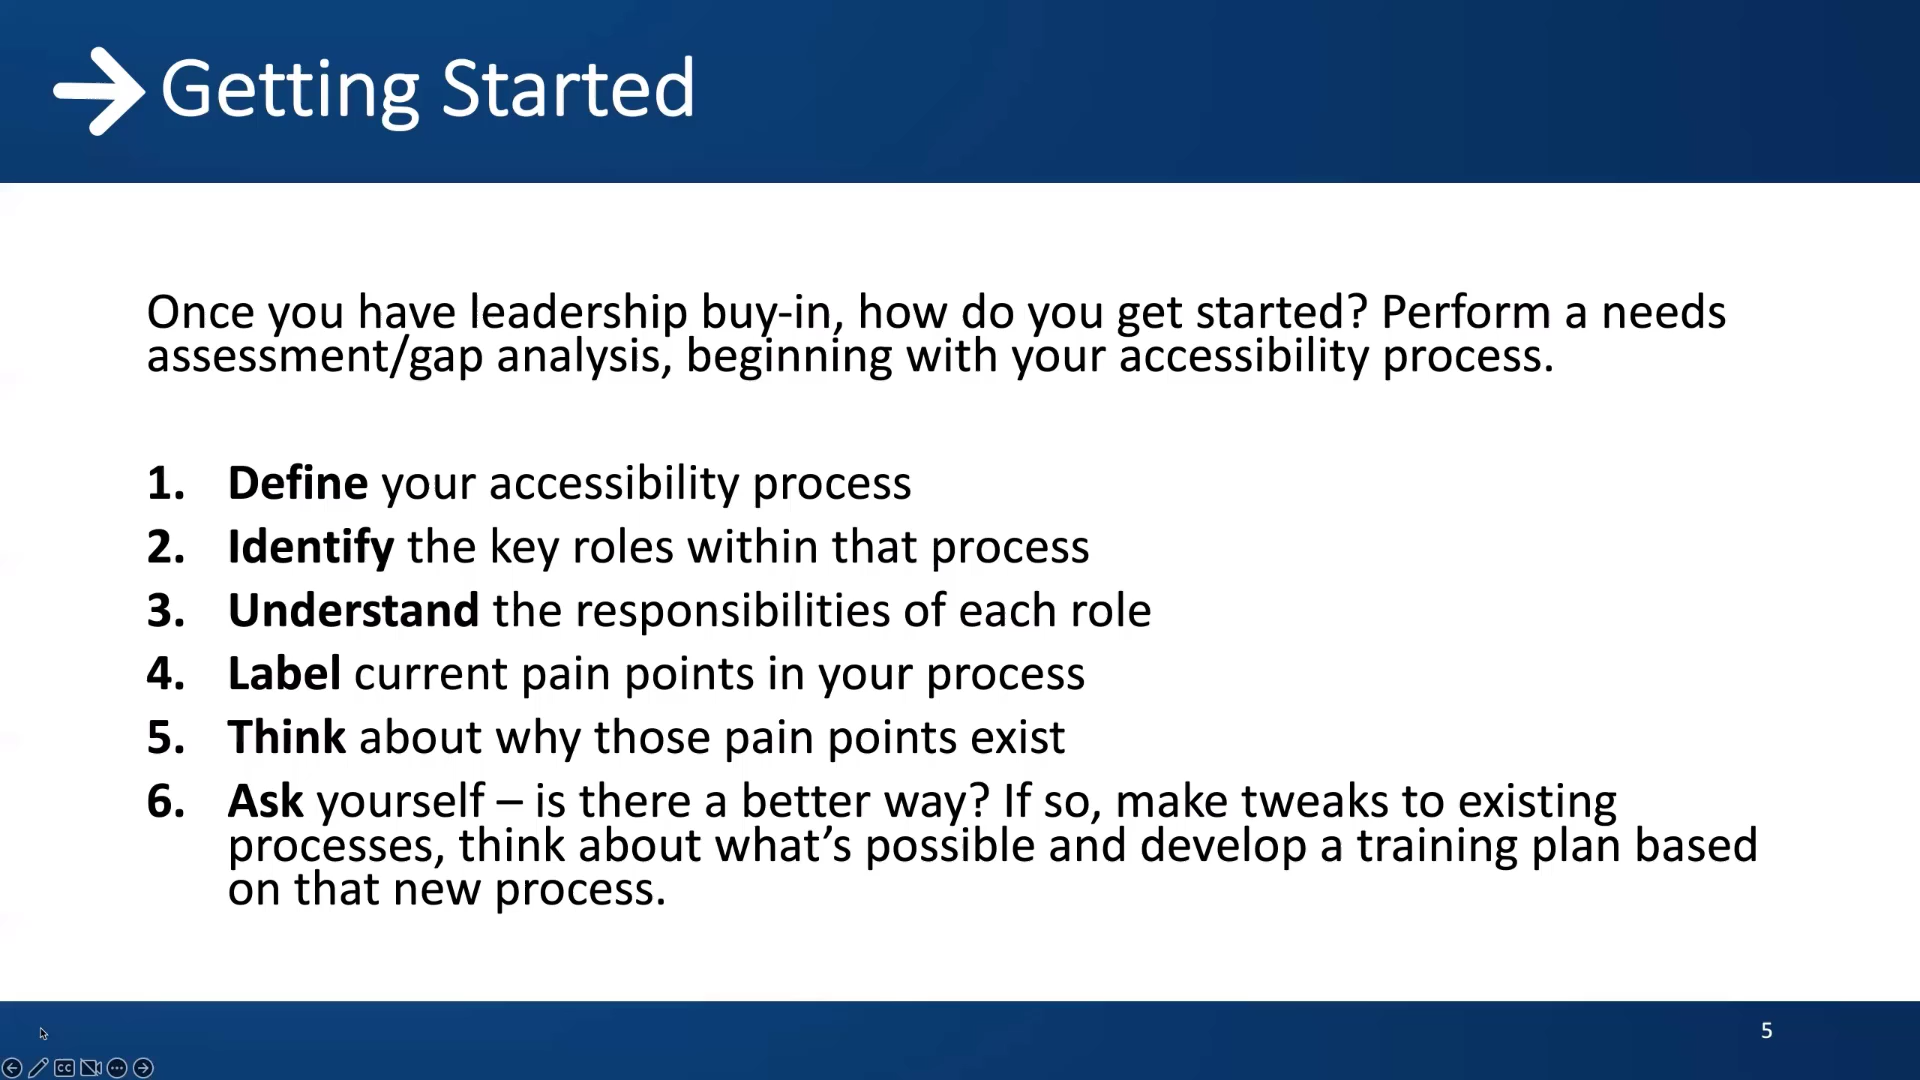 Getting Started
Once you have leadership buy-in, how do you get started? Perform a needs
assessment/gap analysis, beginning with your accessibility process.
1. Define your accessibility process
2. Identify the key roles within that process
3. Understand the responsibilities of each role
4. Label current pain points in your process
5. Think about why those pain points exist
6. Ask yourself – is there a better way? If so, make tweaks to existing
processes, think about what’s possible and develop a training plan based
on that new process.
5
CC